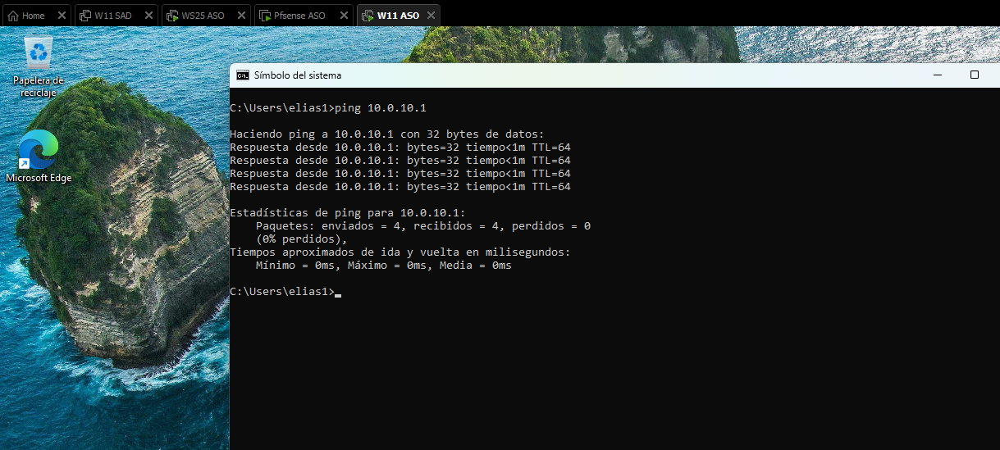 Home
W11 SAD
WS25 ASO
Pfsense ASO
W11 ASO
Papelera de
reciclaje
Microsoft Edge
C:\.
Símbolo del sistema
C:\Users\elias1>ping 10.0.10.1
Haciendo ping a 10.0.10.1 con 32 bytes de datos:
Respuesta desde 10.0.10.1: bytes=32 tiempo<1m TTL=64
Respuesta desde 10.0.10.1: bytes=32 tiempo<1m TTL=64
Respuesta desde 10.0.10.1: bytes=32 tiempo<1m TTL=64
Respuesta desde 10.0.10.1: bytes=32 tiempo<1m TTL=64
Estadísticas de ping para 10.0.10.1:
Paquetes: enviados = 4, recibidos = 4, perdidos = 0
(0% perdidos),
Tiempos aproximados de ida y vuelta en milisegundos:
Mínimo = 0ms, Máximo = 0ms, Media = 0ms
C:\Users\elias1>